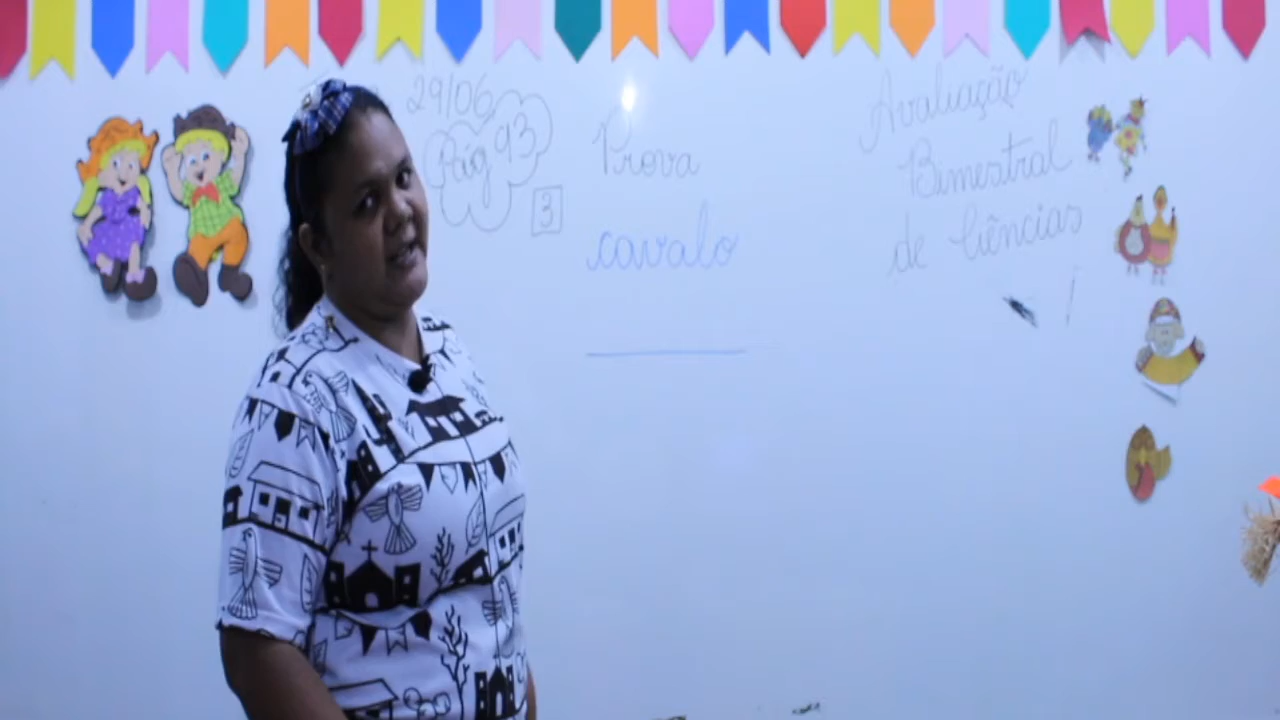 29/06
Pág 93
3
Prova
cavalo
Avaliação
Bimestral
de Ciências